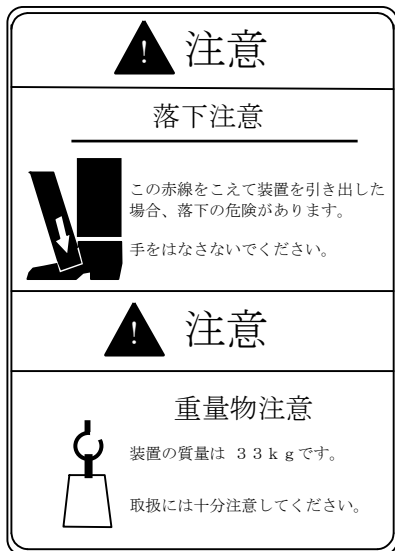 注意
落下注意
この赤線をこえて装置を引き出した
場合、落下の危険があります。
手をはなさないでください。
注意
重量物注意
装置の質量は ３３ｋｇです。
取扱には十分注意してください。